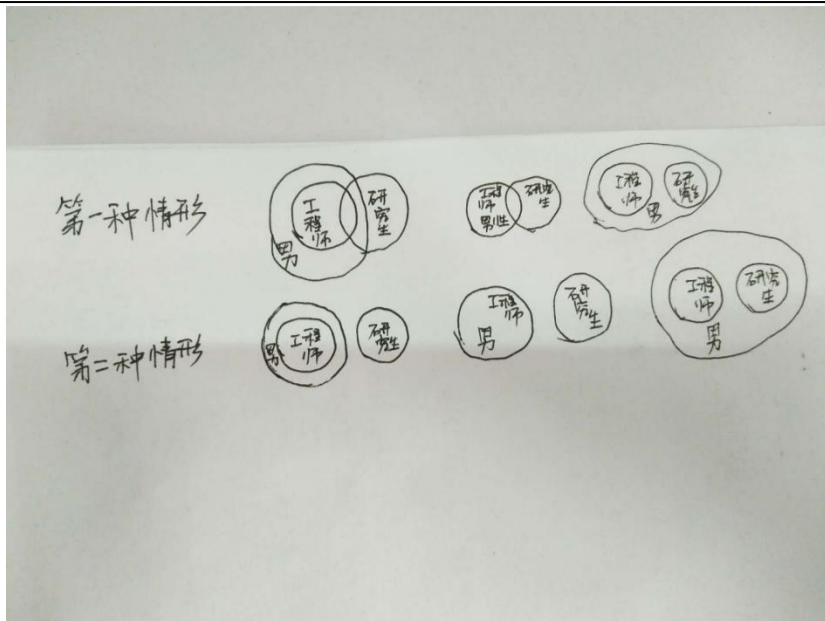 第一种情形
工程师
男
研究生
工程师
男性
研究生
工程师
研究生
男
第二种情形
男
工程师
研究生
工程师
男
研究生
工程师
研究生
男